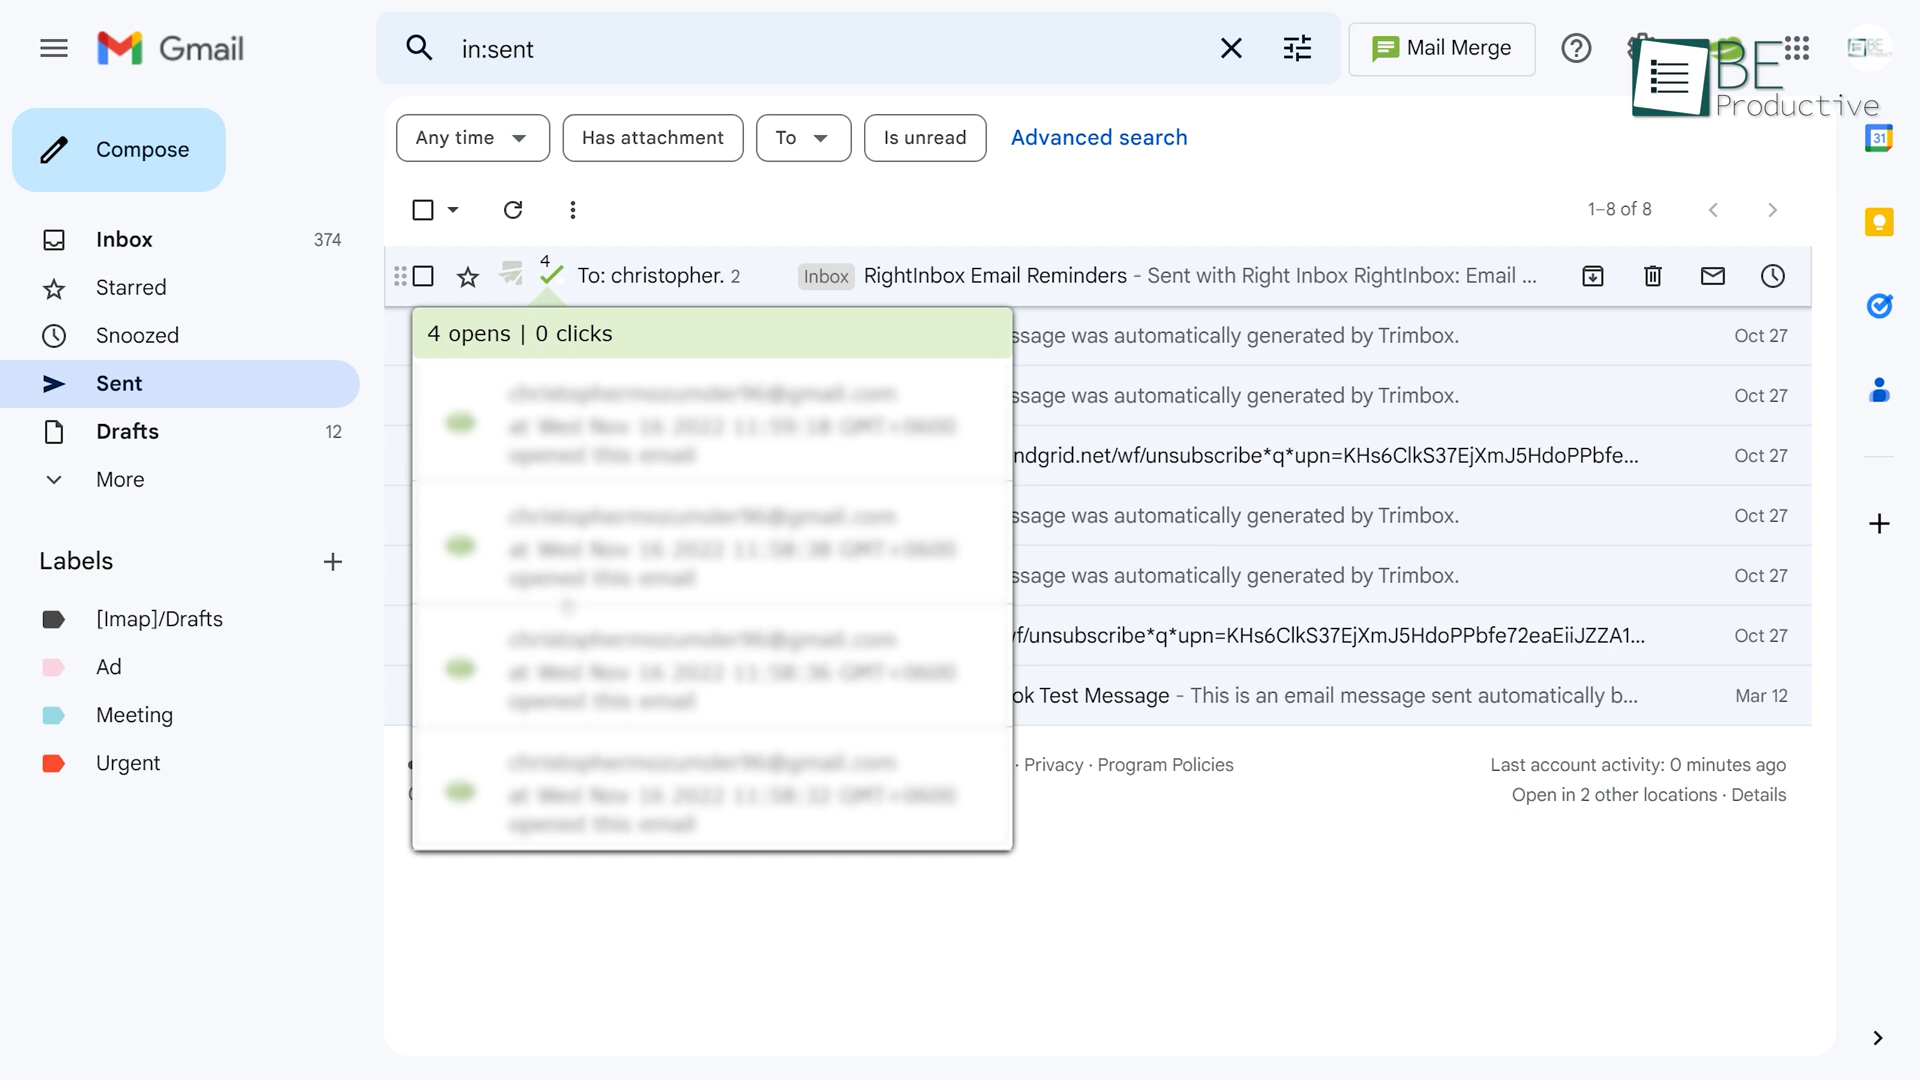 Gmail
in:sent
Mail Merge
BE
Productive
31
Compose
Any time
Has attachment
To
Is unread
Advanced search
1–8 of 8
Inbox 374
Starred
Snoozed
Sent
Drafts 12
More
Labels
[Imap]/Drafts
Ad
Meeting
Urgent
4
To: christopher. 2 Inbox RightInbox Email Reminders - Sent with Right Inbox RightInbox: Email ...
4 opens | 0 clicks
ssage was automatically generated by Trimbox. Oct 27
ssage was automatically generated by Trimbox. Oct 27
ndgrid.net/wf/unsubscribe*q*upn=KHs6ClkS37EjXmJ5HdoPPbfe... Oct 27
ssage was automatically generated by Trimbox. Oct 27
ssage was automatically generated by Trimbox. Oct 27
f/unsubscribe*q*upn=KHs6ClkS37EjXmJ5HdoPPbfe72eaEiiJZZA1... Oct 27
ok Test Message - This is an email message sent automatically b... Mar 12
· Privacy · Program Policies
Last account activity: 0 minutes ago
Open in 2 other locations · Details